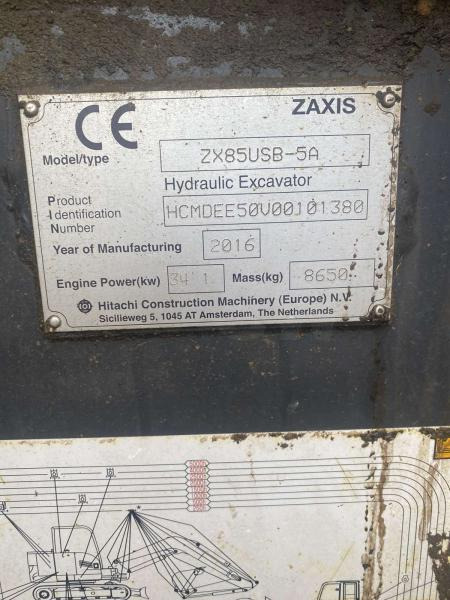 CE ZAXIS
Model/type ZX85USB-5A
Hydraulic Excavator
Product
Identification HCMDEE50V00101380
Number
Year of Manufacturing 2016
Engine Power(kw) 34 1 Mass(kg) 8650
Hitachi Construction Machinery (Europe) N.V.
Sicilieweg 5, 1045 AT Amsterdam, The Netherlands